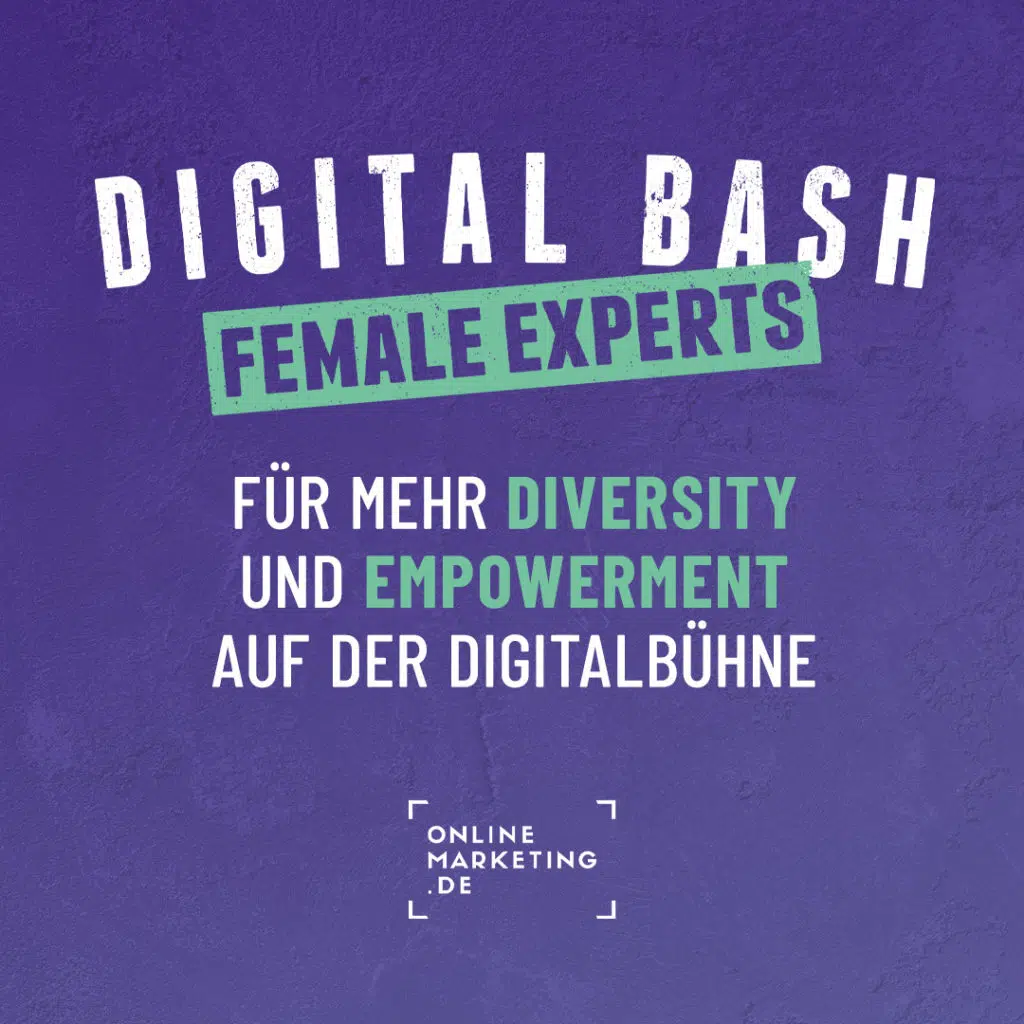 DIGITAL BASH
FEMALE EXPERTS
FÜR MEHR DIVERSITY
UND EMPOWERMENT
AUF DER DIGITALBÜHNE
ONLINE
MARKETING
.DE